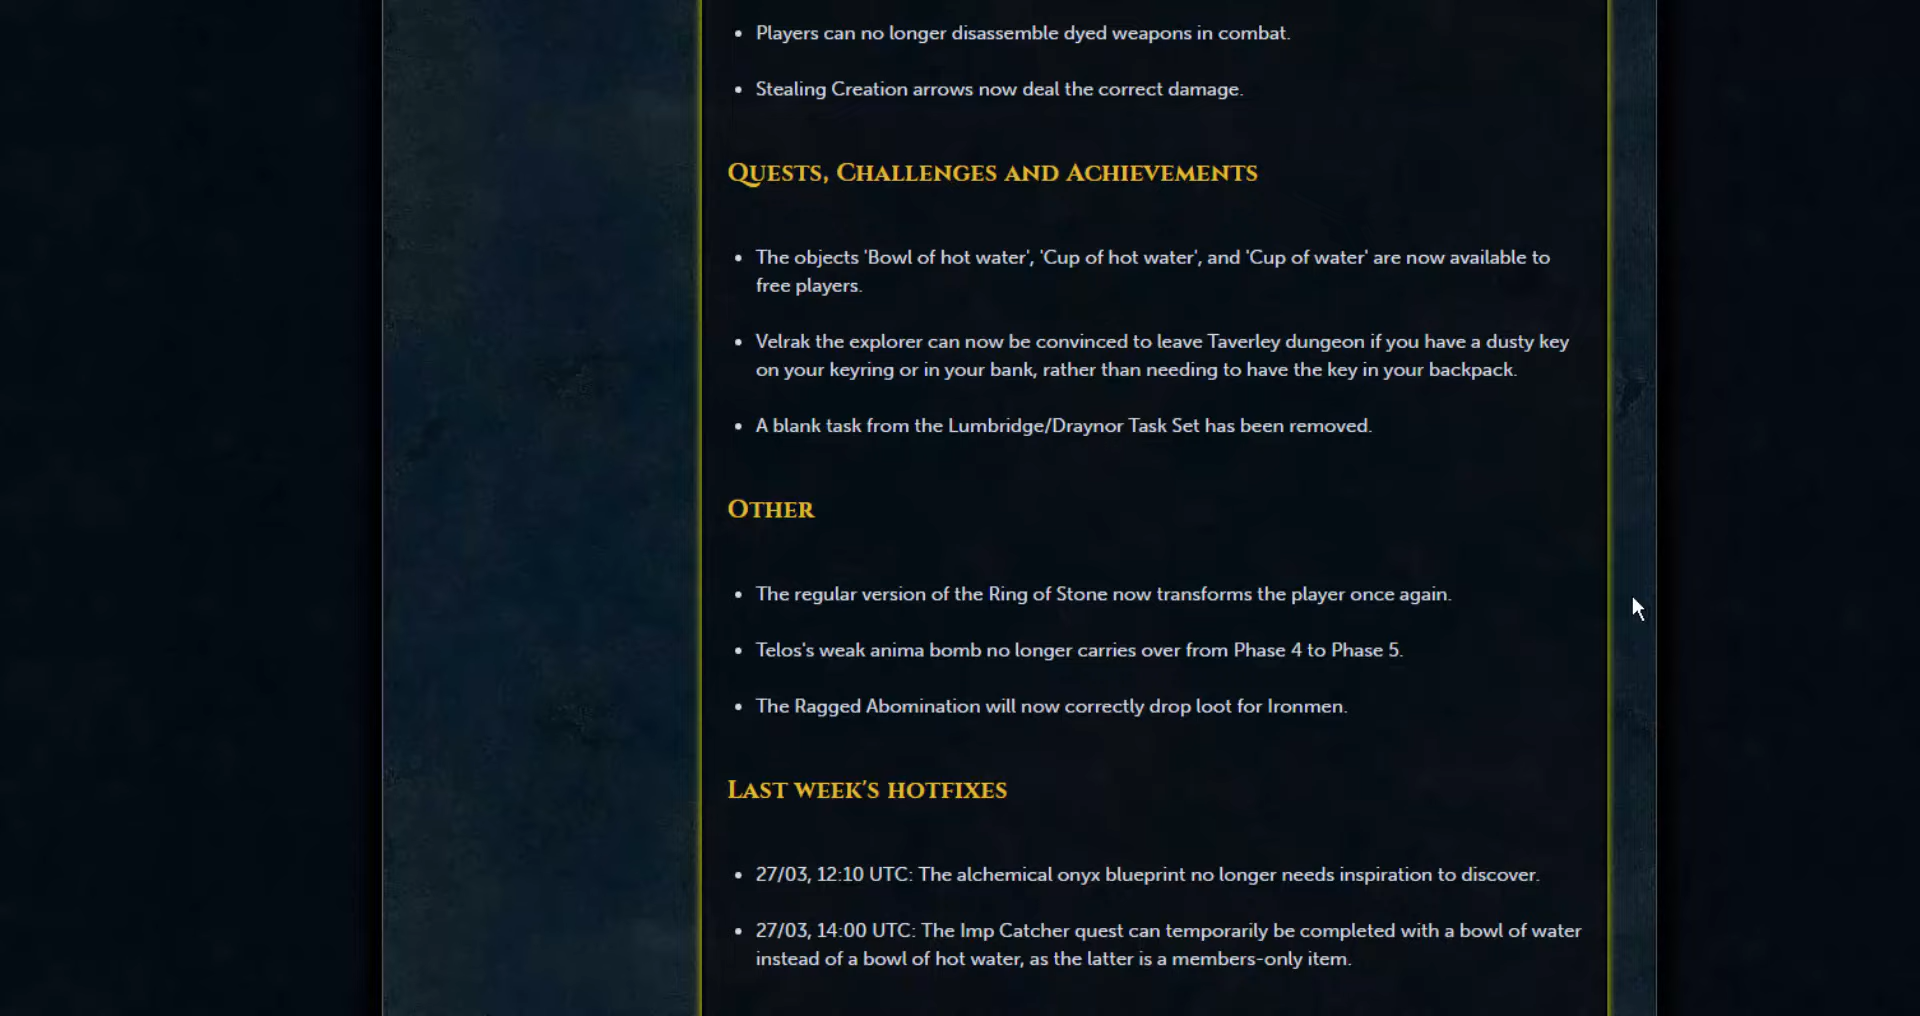 Players can no longer disassemble dyed weapons in combat.
Stealing Creation arrows now deal the correct damage.
Quests, Challenges and Achievements
The objects 'Bowl of hot water', 'Cup of hot water', and 'Cup of water' are now available to
free players.
Velrak the explorer can now be convinced to leave Taverley dungeon if you have a dusty key
on your keyring or in your bank, rather than needing to have the key in your backpack.
A blank task from the Lumbridge/Draynor Task Set has been removed.
Other
The regular version of the Ring of Stone now transforms the player once again.
Telos's weak anima bomb no longer carries over from Phase 4 to Phase 5.
The Ragged Abomination will now correctly drop loot for Ironmen.
Last week's hotfixes
27/03, 12:10 UTC: The alchemical onyx blueprint no longer needs inspiration to discover.
27/03, 14:00 UTC: The Imp Catcher quest can temporarily be completed with a bowl of water
instead of a bowl of hot water, as the latter is a members-only item.